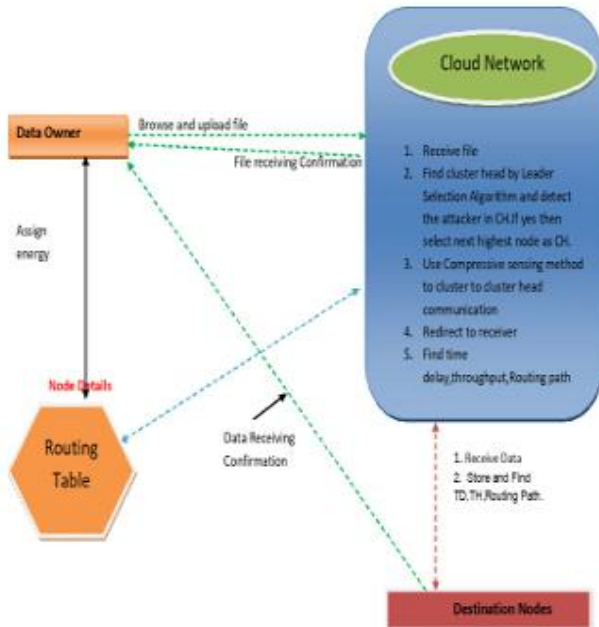 Cloud Network
Browse and upload file
Data Owner
File receiving Confirmation
1. Receive file
2. Find cluster head by Leader
Selection Algorithm and detect
the attacker in CH.If yes then
select next highest node as CH.
3. Use Compressive sensing method
to cluster to cluster head
communication
4. Redirect to receiver
5. Find time
delay,throughput,Routing path
Assign
energy
Node Details
Routing
Table
Data Receiving
Confirmation
1. Receive Data
2. Store and Find
TD,TH.Routing Path.
Destination Nodes